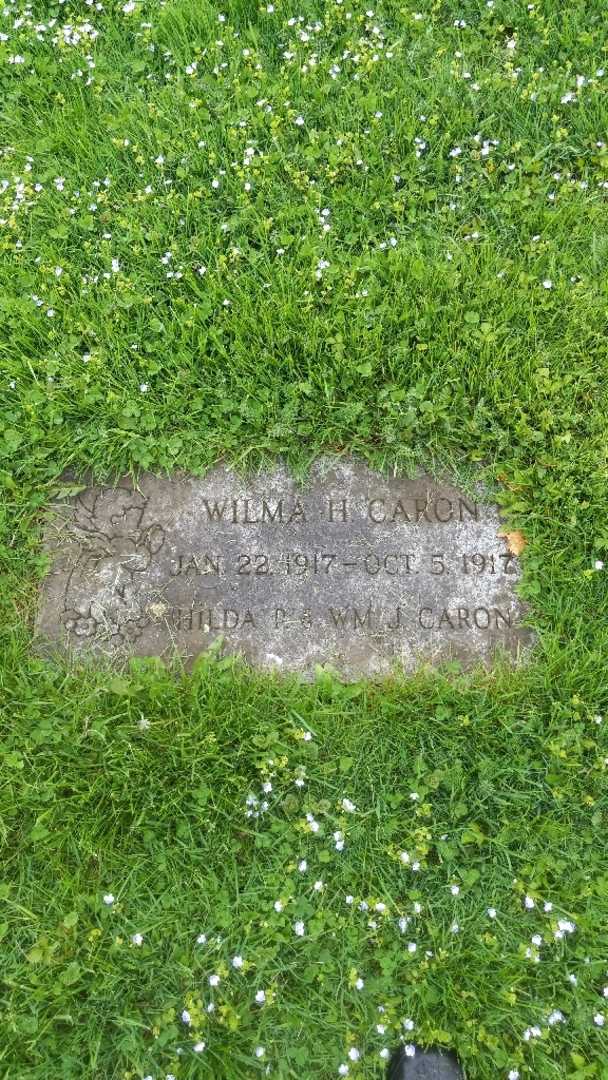 WILMA H CARON
JAN. 22, 1917 - OCT. 5, 1917
HILDA P. & WM J. CARON